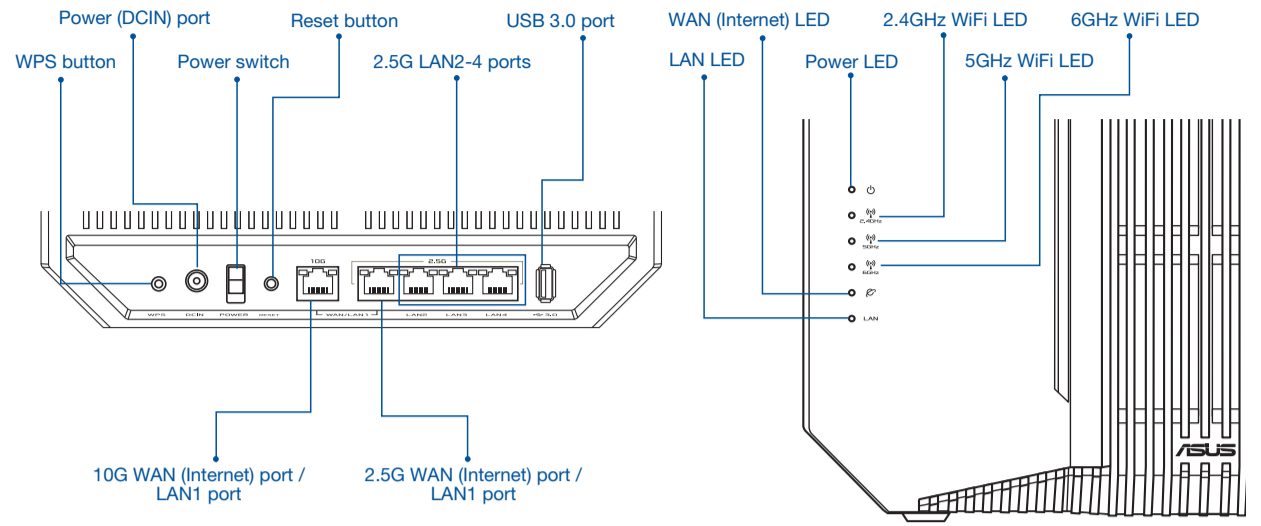 Power (DCIN) port
Reset button
USB 3.0 port
WAN (Internet) LED
2.4GHz WiFi LED
6GHz WiFi LED
WPS button
Power switch
2.5G LAN2-4 ports
LAN LED
Power LED
5GHz WiFi LED
2.4GHz
5GHz
6GHz
LAN
10G
2.5G
WPS
DCIN
POWER
RESET
WAN/LAN1
LAN2
LAN3
LAN4
3.0
10G WAN (Internet) port /
LAN1 port
2.5G WAN (Internet) port /
LAN1 port
ASUS